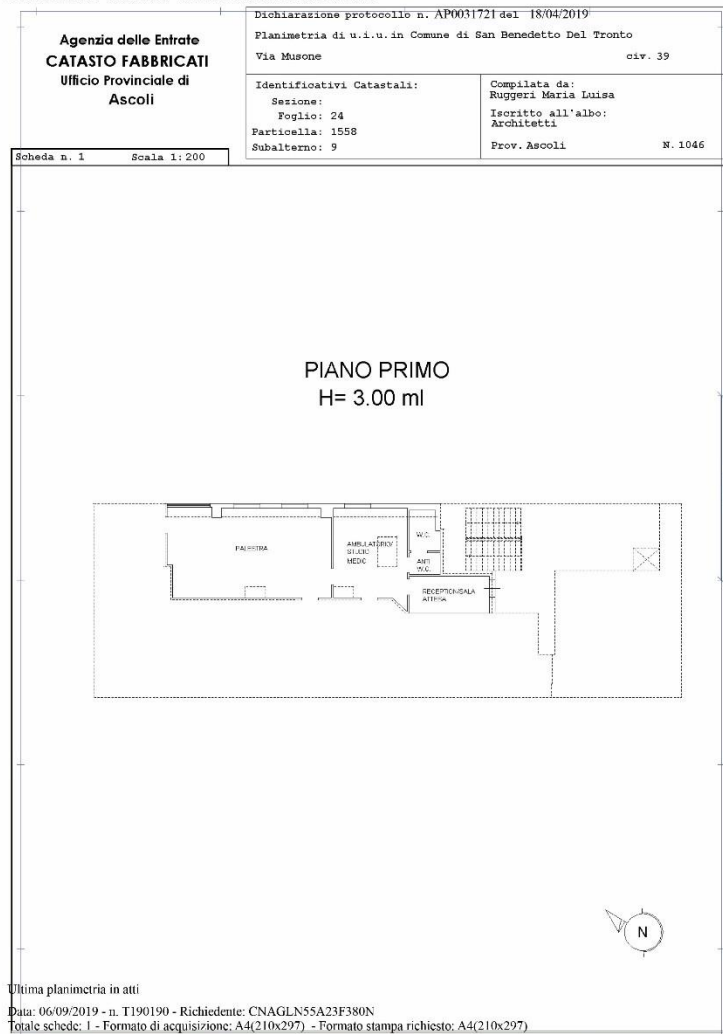 Agenzia delle Entrate
CATASTO FABBRICATI
Ufficio Provinciale di
Ascoli
Dichiarazione protocollo n. AP0031721 del 18/04/2019
Planimetria di u.i.u. in Comune di San Benedetto Del Tronto
Via Musone civ. 39
Identificativi Catastali:
Sezione:
Foglio: 24
Particella: 1558
Subalterno: 9
Compilata da:
Ruggeri Maria Luisa
Iscritto all'albo:
Architetti
Prov. Ascoli N. 1046
Scheda n. 1 Scala 1:200
PIANO PRIMO
H= 3.00 ml
PALESTRA
AMBULATORIO/
STUDIO
MEDICO
W.C.
ANTI
W.C.
RECEPTION/SALA
ATTESA
N
Ultima planimetria in atti
Data: 06/09/2019 - n. T190190 - Richiedente: CNAGLN55A23F380N
Totale schede: 1 - Formato di acquisizione: A4(210x297) - Formato stampa richiesto: A4(210x297)